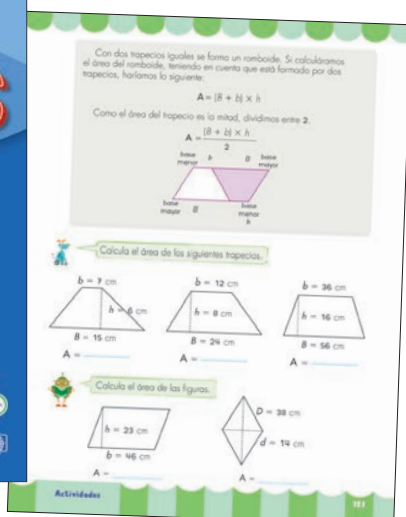 Con dos trapecios iguales se forma un romboide. Si calculáramos
el área del romboide, teniendo en cuenta que está formado por dos
trapecios, haríamos lo siguiente:
A = (B + b) × h
Como el área del trapecio es la mitad, dividimos entre 2.
A = (B + b) × h
2
base menor b B base mayor
base mayor B base menor b
Calcula el área de los siguientes trapecios.
b = 7 cm b = 12 cm b = 36 cm
h = 6 cm h = 8 cm h = 16 cm
B = 15 cm B = 24 cm B = 56 cm
A = A = A =
Calcula el área de las figuras.
D = 38 cm
h = 23 cm
d = 14 cm
b = 46 cm
A = A =
Actividades